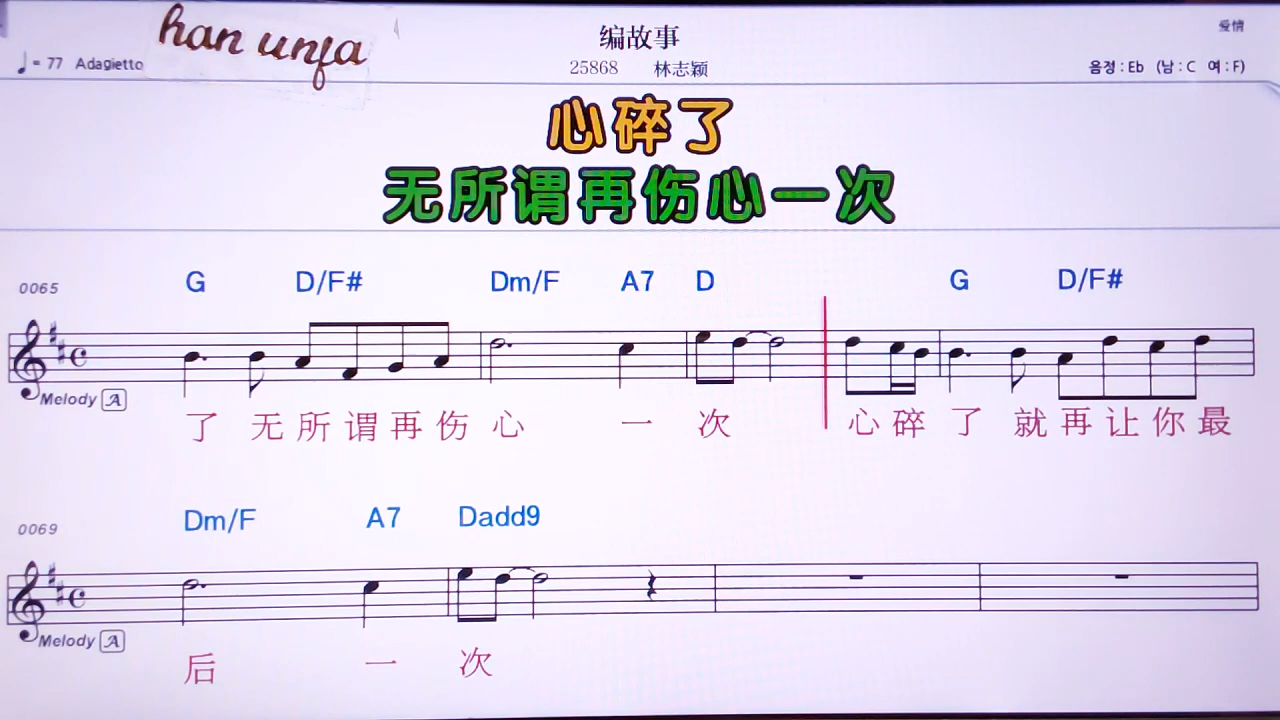 han unfa
编故事
爱情
♩= 77 Adagietto
25868 林志颖
음정 : Eb (남 : C 여 : F)
心碎了
无所谓再伤心一次
0065 G D/F# Dm/F A7 D G D/F#
Melody A
了 无 所 谓 再 伤 心 一 次 心 碎 了 就 再 让 你 最
0069 Dm/F A7 Dadd9
Melody A
后 一 次